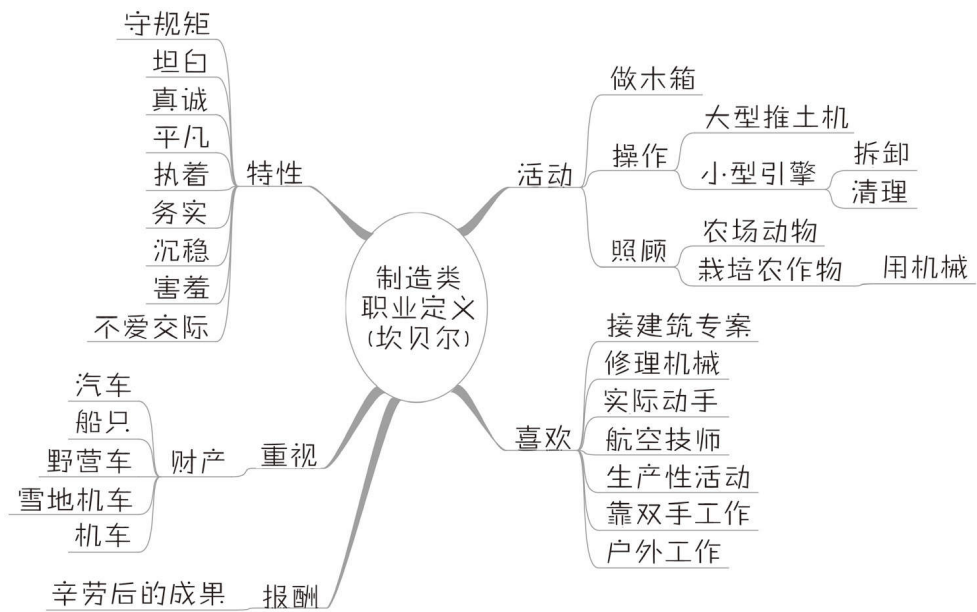 制造类
职业定义
(坎贝尔)
特性
守规矩
坦白
真诚
平凡
执着
务实
沉稳
害羞
不爱交际
活动
做木箱
操作
大型推土机
小型引擎
拆卸
清理
照顾
农场动物
栽培农作物
用机械
喜欢
接建筑专案
修理机械
实际动手
航空技师
生产性活动
靠双手工作
户外工作
重视
财产
汽车
船只
野营车
雪地机车
机车
报酬
辛劳后的成果